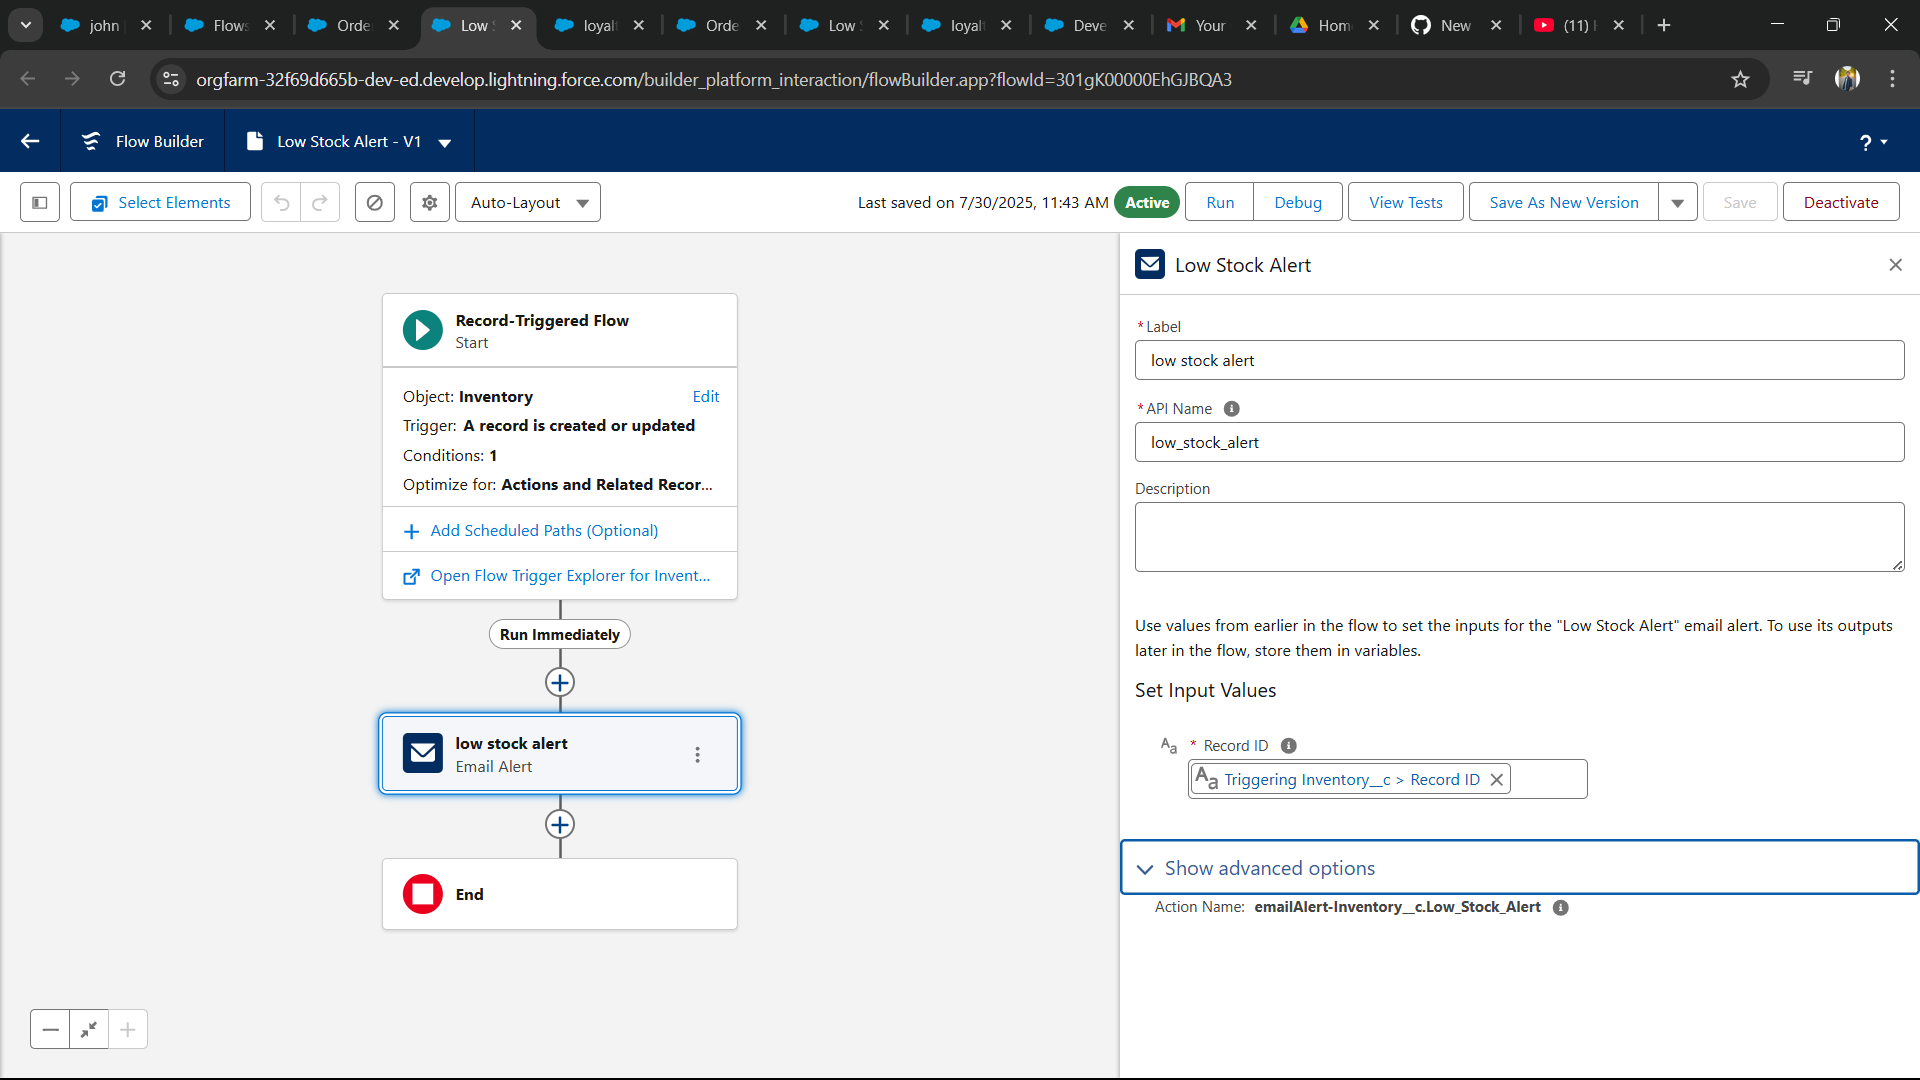 john
Flows
Orde
Low S
loyalt
Orde
Low S
loyalt
Deve
Your
Hom
New
(11)
orgfarm-32f69d665b-dev-ed.develop.lightning.force.com/builder_platform_interaction/flowBuilder.app?flowId=301gK00000EhGJBQA3
Flow Builder
Low Stock Alert - V1
?
Select Elements
Auto-Layout
Last saved on 7/30/2025, 11:43 AM
Active
Run
Debug
View Tests
Save As New Version
Save
Deactivate
Record-Triggered Flow
Start
Object: Inventory
Edit
Trigger: A record is created or updated
Conditions: 1
Optimize for: Actions and Related Recor...
Add Scheduled Paths (Optional)
Open Flow Trigger Explorer for Invent...
Run Immediately
low stock alert
Email Alert
End
Low Stock Alert
* Label
low stock alert
* API Name
low_stock_alert
Description
Use values from earlier in the flow to set the inputs for the "Low Stock Alert" email alert. To use its outputs
later in the flow, store them in variables.
Set Input Values
Aa * Record ID
Aa Triggering Inventory__c > Record ID
Show advanced options
Action Name: emailAlert-Inventory__c.Low_Stock_Alert